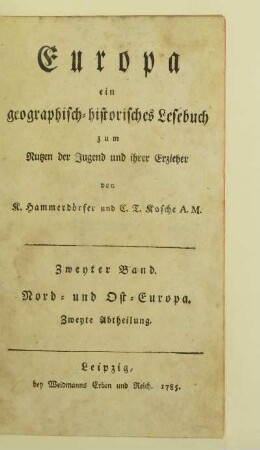 Europa
ein
geographisch-historisches Lesebuch
zum
Nutzen der Jugend und ihrer Erzieher
von
K. Hammerdörfer und C. T. Kosche A. M.
Zweyter Band.
Nord- und Ost-Europa.
Zweyte Abtheilung.
Leipzig,
bey Weidmanns Erben und Reich. 1785.